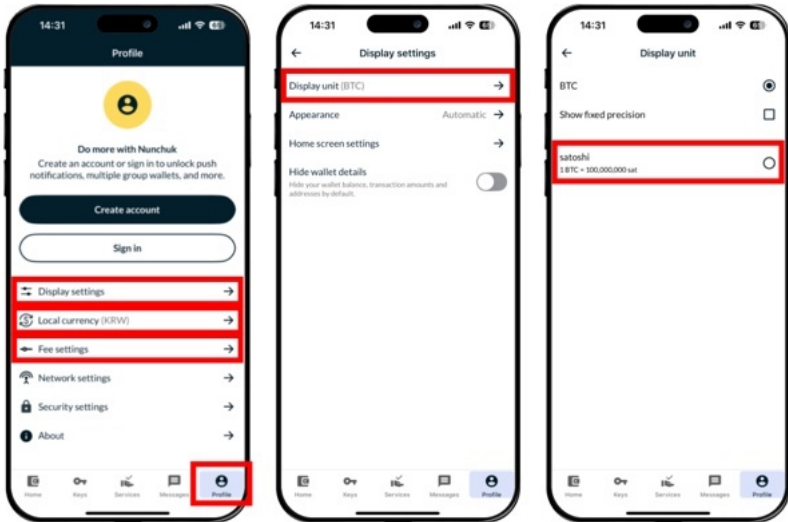 14:31
Profile
Do more with Nunchuk
Create an account or sign in to unlock push
notifications, multiple group wallets, and more.
Create account
Sign in
Display settings
Local currency (KRW)
Fee settings
Network settings
Security settings
About
Home
Keys
Services
Messages
Profile
14:31
Display settings
Display unit (BTC)
Appearance
Automatic
Home screen settings
Hide wallet details
Hide your wallet balance, transaction amounts and
addresses by default.
Home
Keys
Services
Messages
Profile
14:31
Display unit
BTC
Show fixed precision
satoshi
1 BTC = 100,000,000 sat
Home
Keys
Services
Messages
Profile